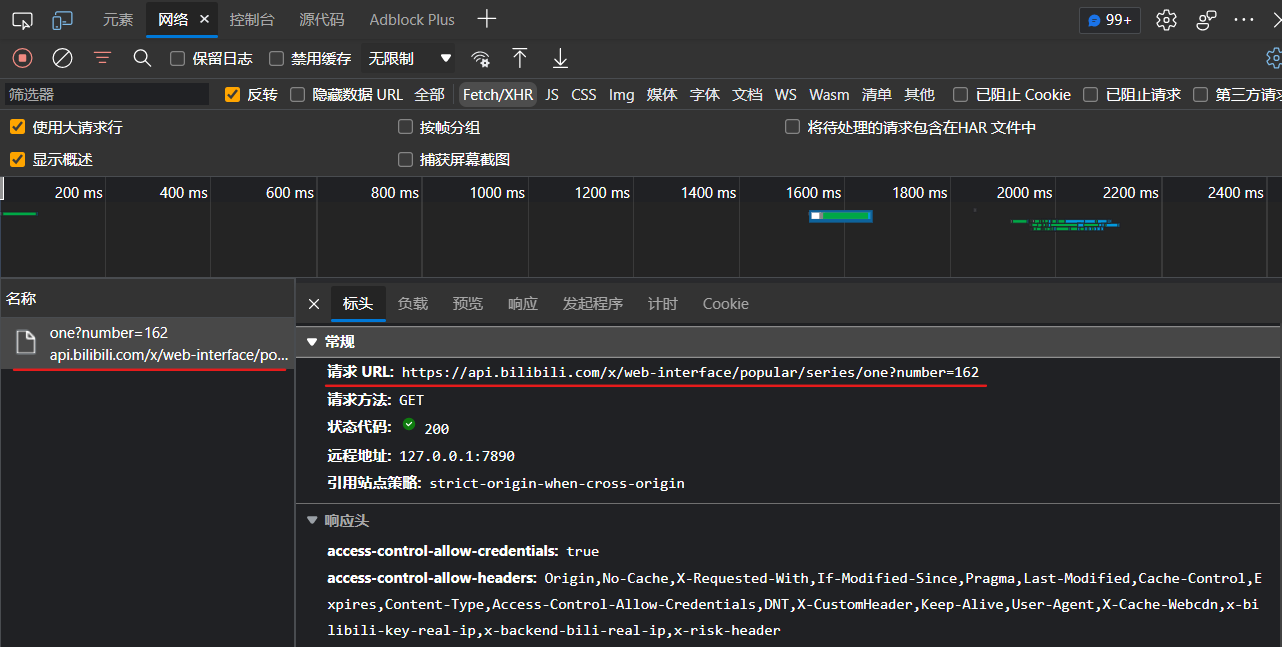 元素 网络 × 控制台 源代码 Adblock Plus 99+
保留日志 禁用缓存 无限制
筛选器 反转 隐藏数据 URL 全部 Fetch/XHR JS CSS Img 媒体 字体 文档 WS Wasm 清单 其他 已阻止 Cookie 已阻止请求 第三方请求
使用大请求行 按帧分组 将待处理的请求包含在HAR 文件中
显示概述 捕获屏幕截图
200 ms 400 ms 600 ms 800 ms 1000 ms 1200 ms 1400 ms 1600 ms 1800 ms 2000 ms 2200 ms 2400 ms
名称
one?number=162
api.bilibili.com/x/web-interface/po...
× 标头 负载 预览 响应 发起程序 计时 Cookie
常规
请求 URL: https://api.bilibili.com/x/web-interface/popular/series/one?number=162
请求方法: GET
状态代码: 200
远程地址: 127.0.0.1:7890
引用站点策略: strict-origin-when-cross-origin
响应头
access-control-allow-credentials: true
access-control-allow-headers: Origin,No-Cache,X-Requested-With,If-Modified-Since,Pragma,Last-Modified,Cache-Control,E
xpires,Content-Type,Access-Control-Allow-Credentials,DNT,X-CustomHeader,Keep-Alive,User-Agent,X-Cache-Webcdn,x-bi
libili-key-real-ip,x-backend-bili-real-ip,x-risk-header